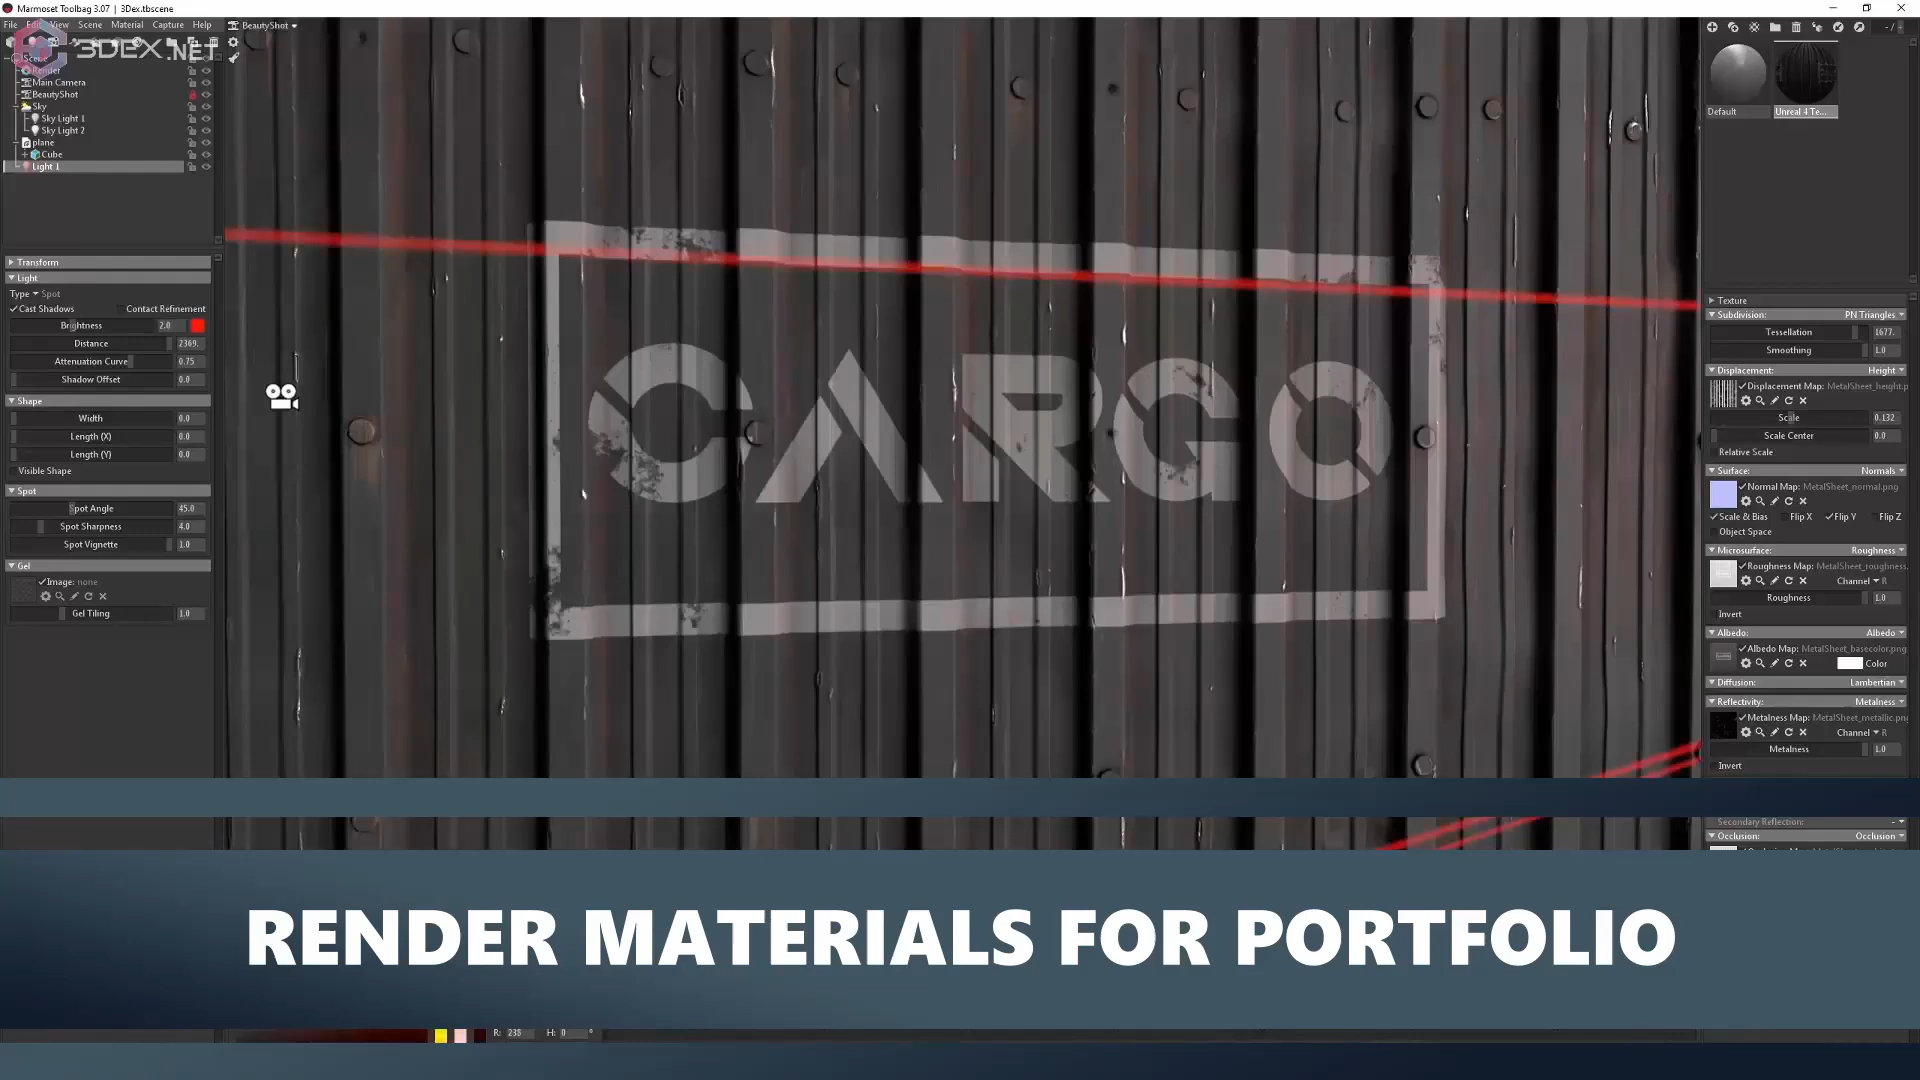 Marmoset Toolbag 3.07 | 3Dex.tbscene
File Edit View Scene Material Capture Help
BeautyShot
3DEX.NET
Scene
Render
Main Camera
BeautyShot
Sky
Sky Light 1
Sky Light 2
plane
Cube
Light 1
Transform
Light
Type Spot
Cast Shadows Contact Refinement
Brightness 2.0
Distance 2369.
Attenuation Curve 0.75
Shadow Offset 0.0
Shape
Width 0.0
Length (X) 0.0
Length (Y) 0.0
Visible Shape
Spot
Spot Angle 45.0
Spot Sharpness 4.0
Spot Vignette 1.0
Gel
Image: none
Gel Tiling 1.0
CARGO
Default Unreal 4 Te...
Texture
Subdivision: PN Triangles
Tessellation 1677.
Smoothing 1.0
Displacement: Height
Displacement Map: MetalSheet_height.p
Scale 0.132
Scale Center 0.0
Relative Scale
Surface: Normals
Normal Map: MetalSheet_normal.png
Scale & Bias Flip X Flip Y Flip Z
Object Space
Microsurface: Roughness
Roughness Map: MetalSheet_roughness.
Channel R
Roughness 1.0
Invert
Albedo: Albedo
Albedo Map: MetalSheet_basecolor.png
Color
Diffusion: Lambertian
Reflectivity: Metalness
Metalness Map: MetalSheet_metallic.png
Channel R
Metalness 1.0
Invert
Secondary Reflection:
Occlusion: Occlusion
RENDER MATERIALS FOR PORTFOLIO
R: 235 H: 0 °